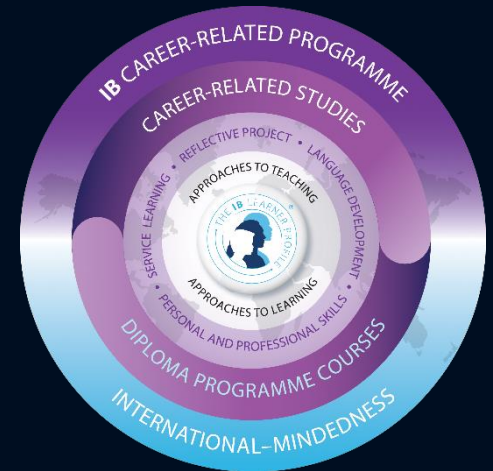 IB CAREER-RELATED PROGRAMME
CAREER-RELATED STUDIES
SERVICE LEARNING • REFLECTIVE PROJECT • LANGUAGE DEVELOPMENT
APPROACHES TO TEACHING
THE IB LEARNER PROFILE ®
APPROACHES TO LEARNING
• PERSONAL AND PROFESSIONAL SKILLS •
DIPLOMA PROGRAMME COURSES
INTERNATIONAL–MINDEDNESS